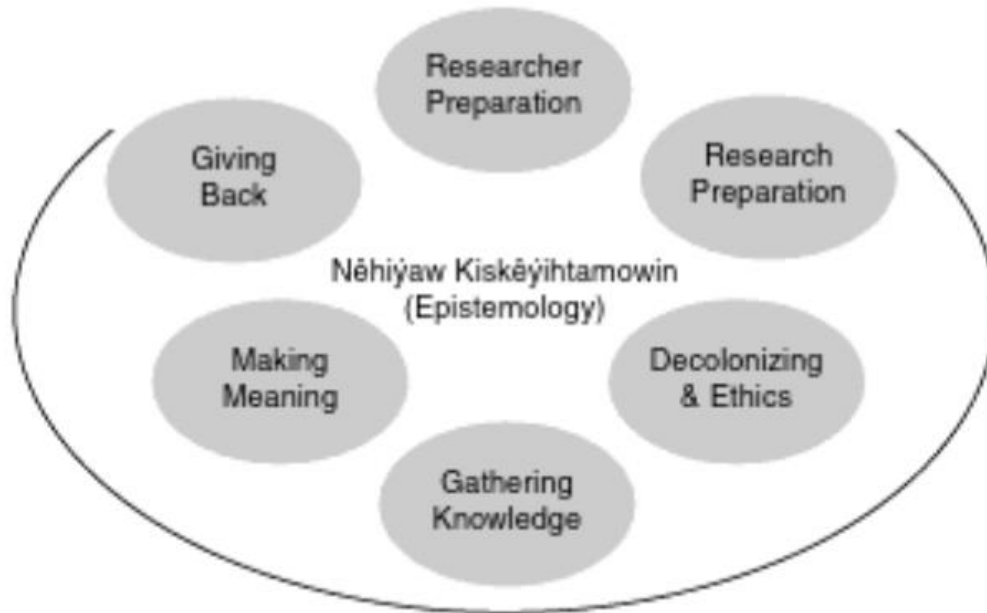 Researcher
Preparation
Giving
Back
Research
Preparation
Nêhiýaw Kiskêýihtamowin
(Epistemology)
Making
Meaning
Decolonizing
& Ethics
Gathering
Knowledge